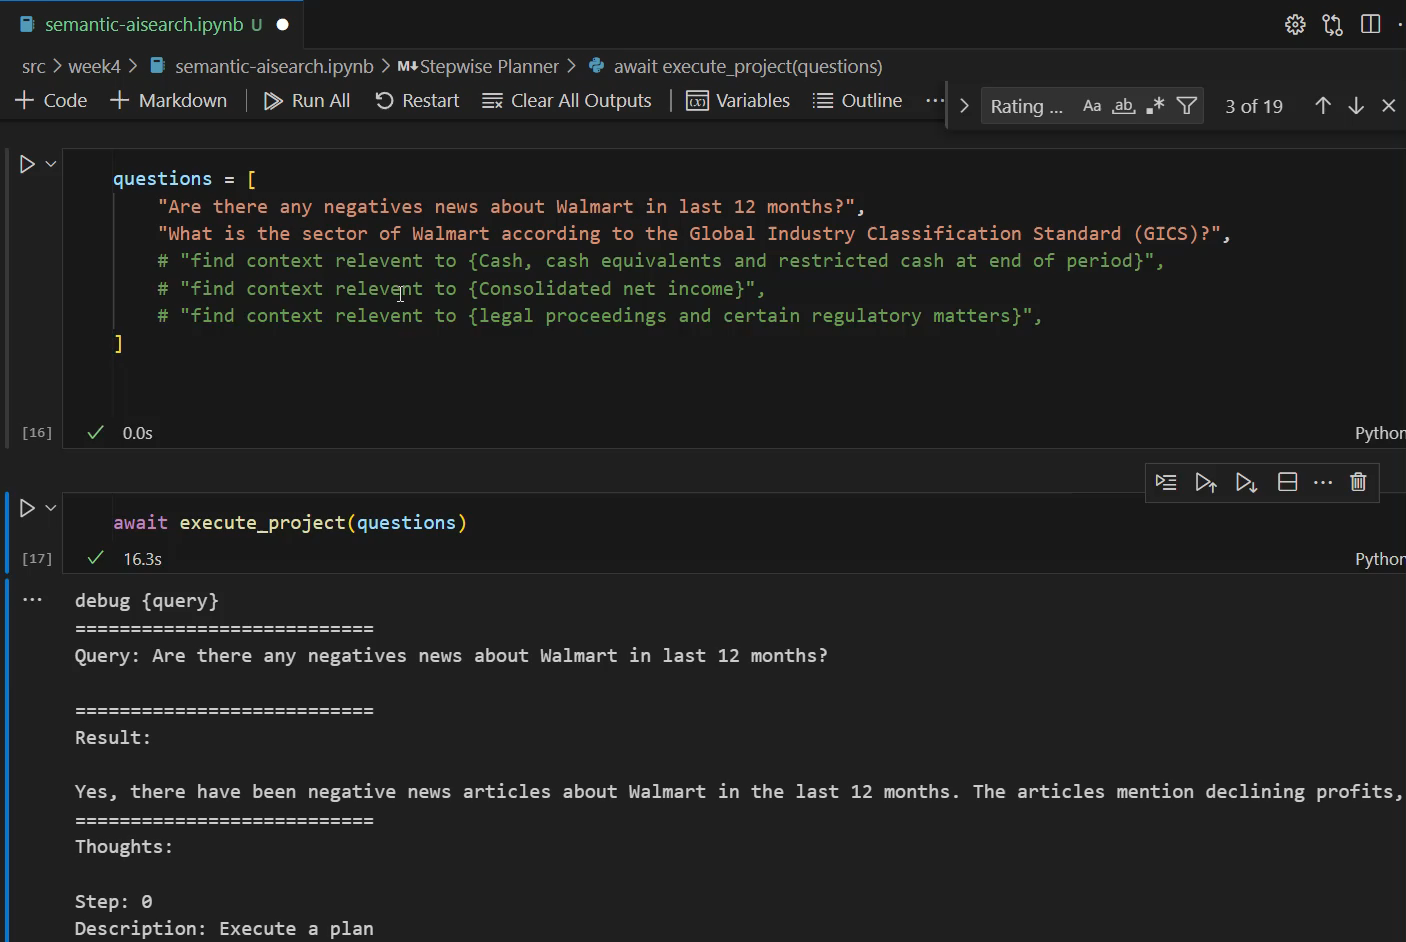 semantic-aisearch.ipynb U
src > week4 > semantic-aisearch.ipynb > M↓Stepwise Planner > await execute_project(questions)
+ Code + Markdown Run All Restart Clear All Outputs Variables Outline ... > Rating ... Aa ab, .* 3 of 19
questions = [
"Are there any negatives news about Walmart in last 12 months?",
"What is the sector of Walmart according to the Global Industry Classification Standard (GICS)?",
# "find context relevent to {Cash, cash equivalents and restricted cash at end of period}",
# "find context relevent to {Consolidated net income}",
# "find context relevent to {legal proceedings and certain regulatory matters}",
]
[16] 0.0s Python
await execute_project(questions)
[17] 16.3s Python
... debug {query}
===========================
Query: Are there any negatives news about Walmart in last 12 months?
===========================
Result:
Yes, there have been negative news articles about Walmart in the last 12 months. The articles mention declining profits,
===========================
Thoughts:
Step: 0
Description: Execute a plan